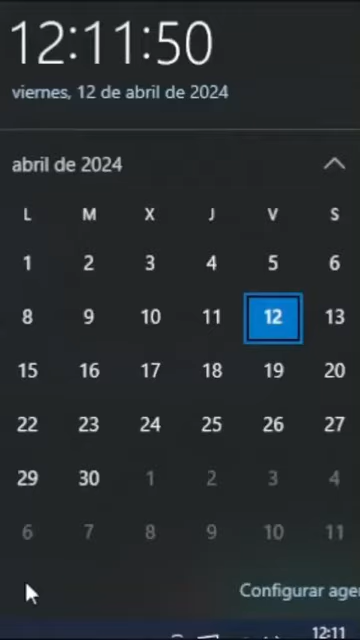 12:11:50
viernes, 12 de abril de 2024
abril de 2024
L M X J V S
1 2 3 4 5 6
8 9 10 11 12 13
15 16 17 18 19 20
22 23 24 25 26 27
29 30 1 2 3 4
6 7 8 9 10 11
Configurar
12:11